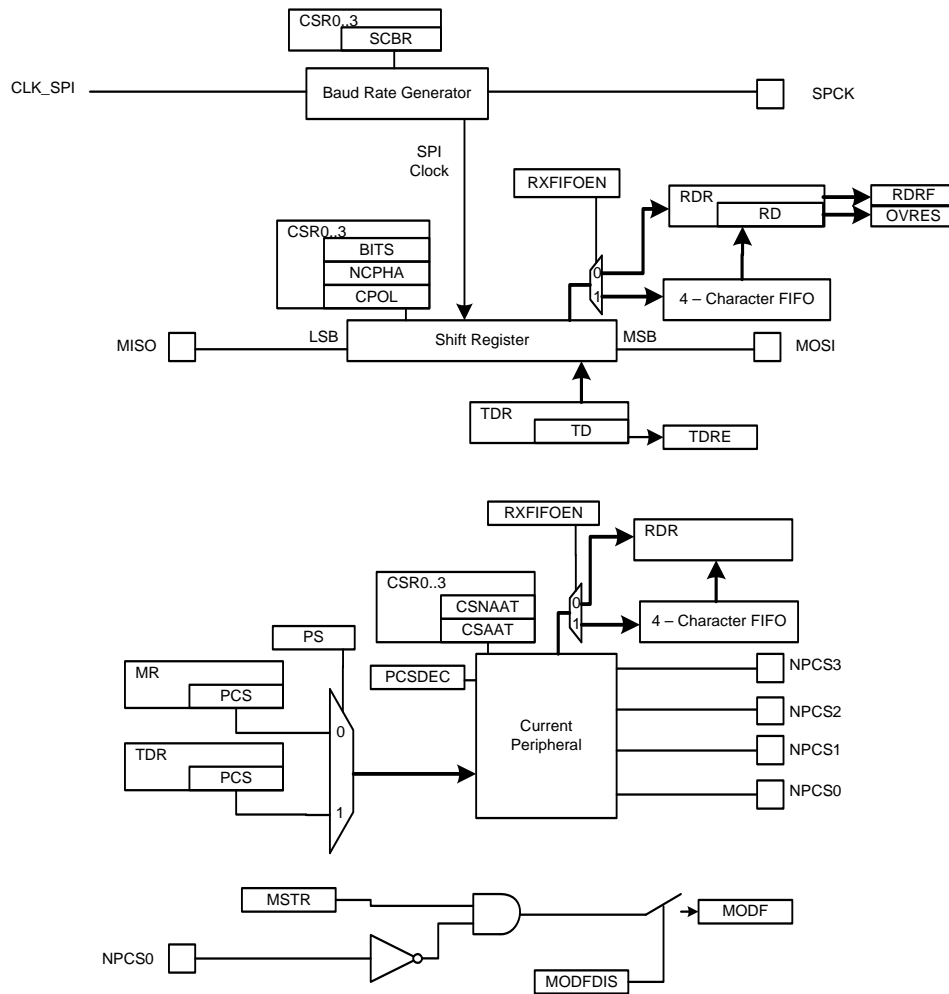 CSR0..3
SCBR
CLK_SPI
Baud Rate Generator
SPCK
SPI
Clock
RXFIFOEN
RDR
RD
RDRF
OVRES
CSR0..3
BITS
NCPHA
CPOL
0
1
4 – Character FIFO
MISO
LSB
Shift Register
MSB
MOSI
TDR
TD
TDRE
RXFIFOEN
RDR
CSR0..3
CSNAAT
CSAAT
0
1
4 – Character FIFO
PS
MR
PCS
PCSDEC
NPCS3
0
NPCS2
Current
Peripheral
TDR
PCS
NPCS1
1
NPCS0
MSTR
MODF
NPCS0
MODFDIS